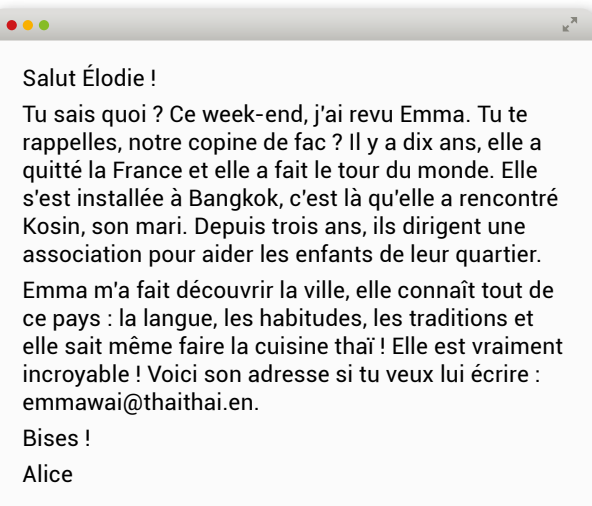 Salut Élodie !
Tu sais quoi ? Ce week-end, j'ai revu Emma. Tu te
rappelles, notre copine de fac ? Il y a dix ans, elle a
quitté la France et elle a fait le tour du monde. Elle
s'est installée à Bangkok, c'est là qu'elle a rencontré
Kosin, son mari. Depuis trois ans, ils dirigent une
association pour aider les enfants de leur quartier.
Emma m'a fait découvrir la ville, elle connaît tout de
ce pays : la langue, les habitudes, les traditions et
elle sait même faire la cuisine thaï ! Elle est vraiment
incroyable ! Voici son adresse si tu veux lui écrire :
emmawai@thaithai.en.
Bises !
Alice